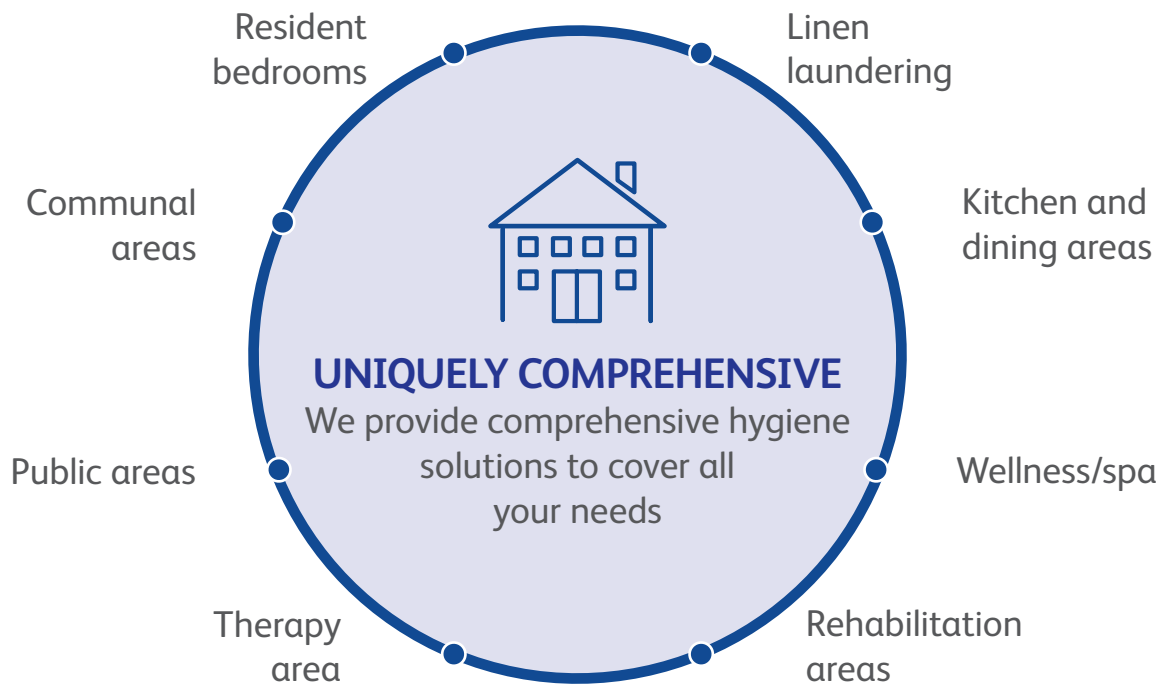 Resident
bedrooms
Linen
laundering
Communal
areas
Kitchen and
dining areas
UNIQUELY COMPREHENSIVE
We provide comprehensive hygiene
solutions to cover all
your needs
Public areas
Wellness/spa
Therapy
area
Rehabilitation
areas